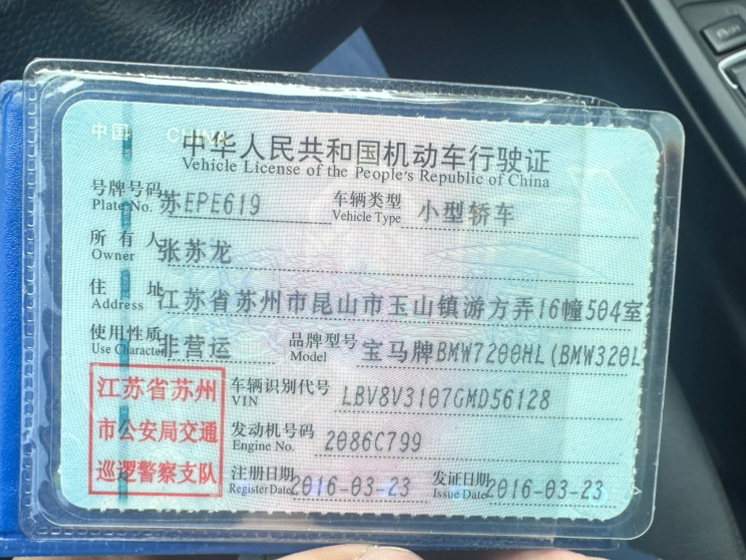 中国 CHINA
中华人民共和国机动车行驶证
Vehicle License of the People's Republic of China
号牌号码 苏EPE619 车辆类型 小型轿车
Plate No. Vehicle Type
所有人 张苏龙
Owner
住址 江苏省苏州市昆山市玉山镇游方弄16幢504室
Address
使用性质 非营运 品牌型号 宝马牌BMW7200HL(BMW320L
Use Character Model
江苏省苏州
市公安局交通
巡逻警察支队
车辆识别代号 LBV8V3107GMD56128
VIN
发动机号码 2086C799
Engine No.
注册日期 2016-03-23 发证日期 2016-03-23
Register Date Issue Date